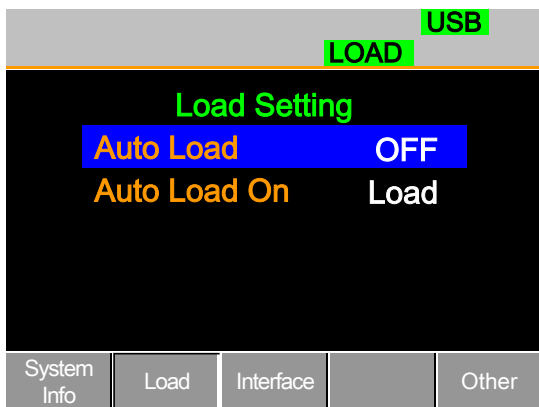 USB
LOAD
Load Setting
Auto Load OFF
Auto Load On Load
System Info
Load
Interface
Other